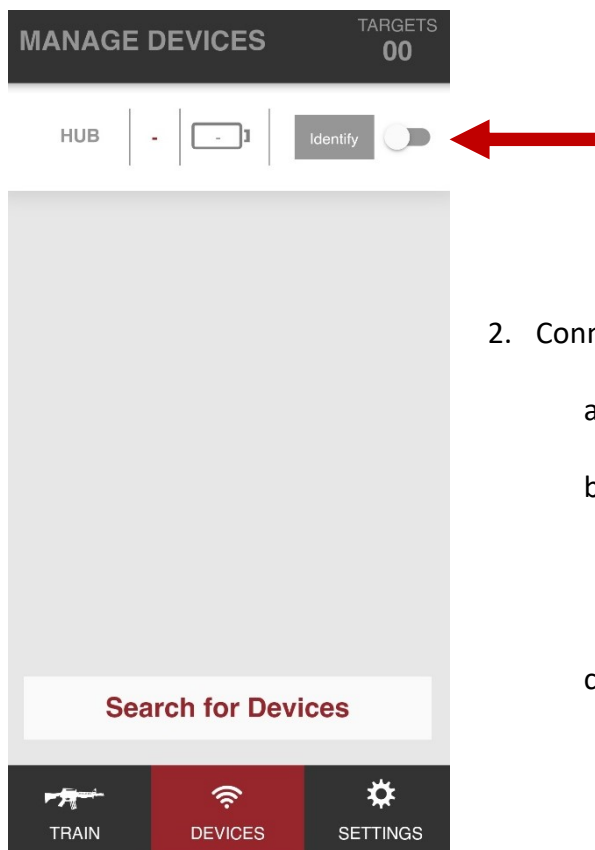 MANAGE DEVICES
TARGETS
00
HUB
-
-
Identify
2. Conn
a
b
Search for Devices
TRAIN
DEVICES
SETTINGS